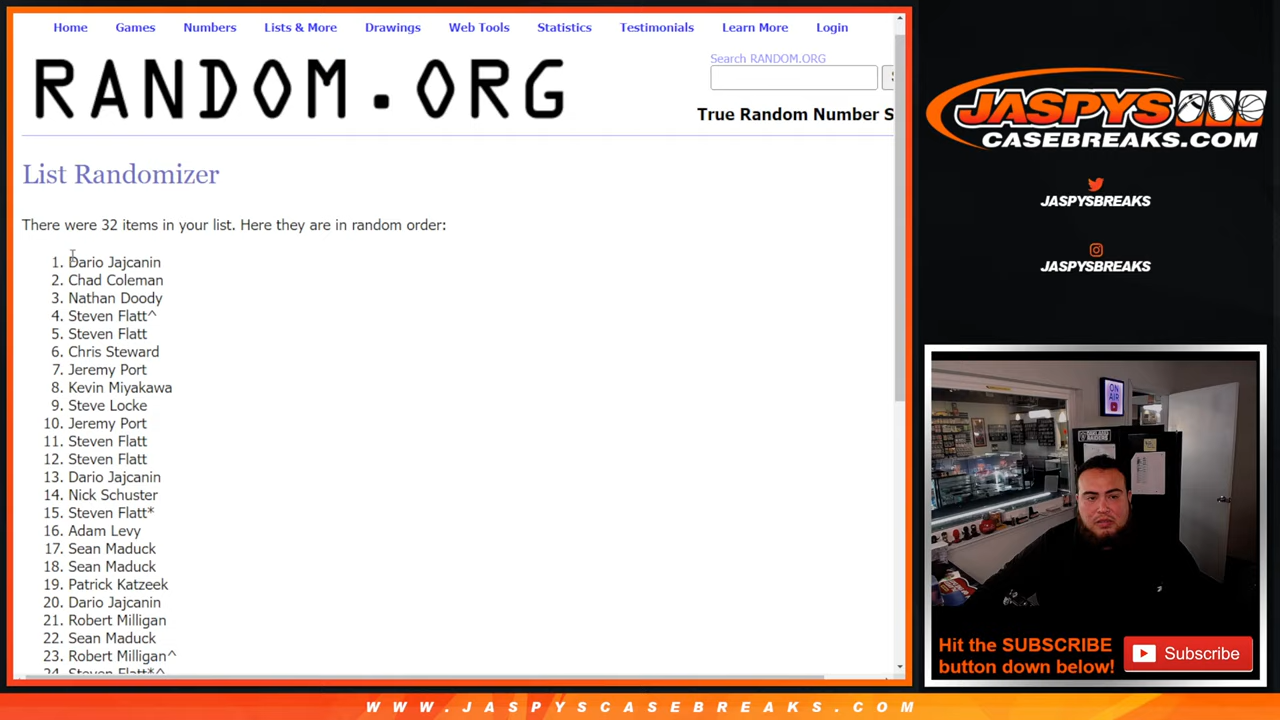 Home Games Numbers Lists & More Drawings Web Tools Statistics Testimonials Learn More Login
RANDOM.ORG
Search RANDOM.ORG
True Random Number S
List Randomizer
There were 32 items in your list. Here they are in random order:
1. Dario Jajcanin
2. Chad Coleman
3. Nathan Doody
4. Steven Flatt^
5. Steven Flatt
6. Chris Steward
7. Jeremy Port
8. Kevin Miyakawa
9. Steve Locke
10. Jeremy Port
11. Steven Flatt
12. Steven Flatt
13. Dario Jajcanin
14. Nick Schuster
15. Steven Flatt*
16. Adam Levy
17. Sean Maduck
18. Sean Maduck
19. Patrick Katzeek
20. Dario Jajcanin
21. Robert Milligan
22. Sean Maduck
23. Robert Milligan^
24. Steven Flatt*^
JASPYS
CASEBREAKS.COM
JASPYSBREAKS
JASPYSBREAKS
ON
AIR
Hit the SUBSCRIBE
button down below!
Subscribe
WWW.JASPYSCASEBREAKS.COM